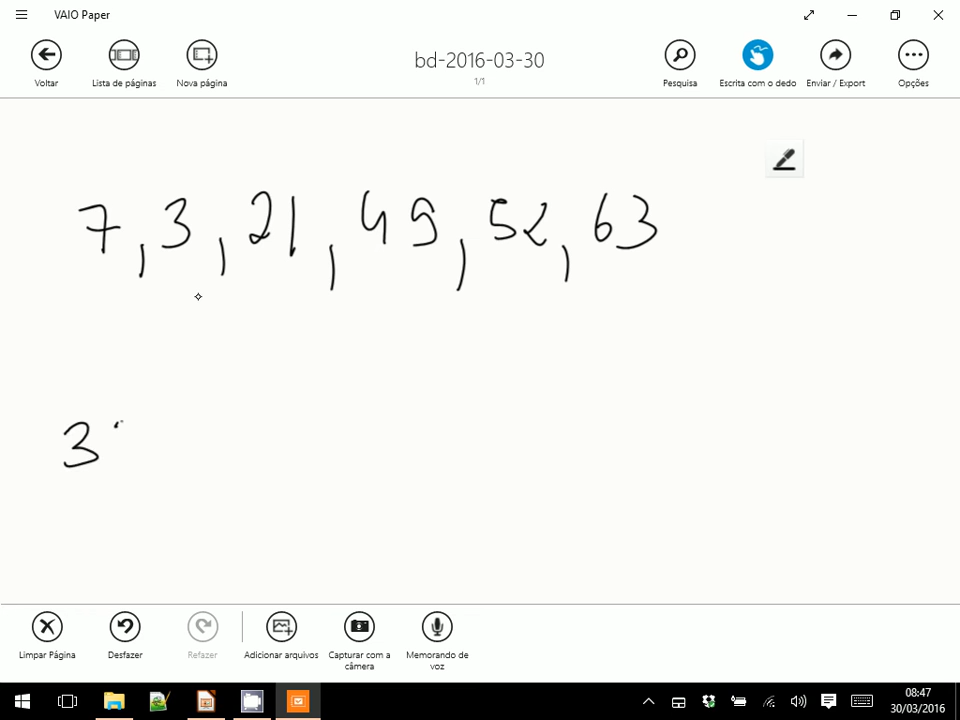 VAIO Paper
bd-2016-03-30
1/1
Voltar
Lista de páginas
Nova página
Pesquisa
Escrita com o dedo
Enviar / Export
Opções
7, 3, 21, 49, 52, 63
3
Limpar Página
Desfazer
Refazer
Adicionar arquivos
Capturar com a
câmera
Memorando de
voz
08:47
30/03/2016